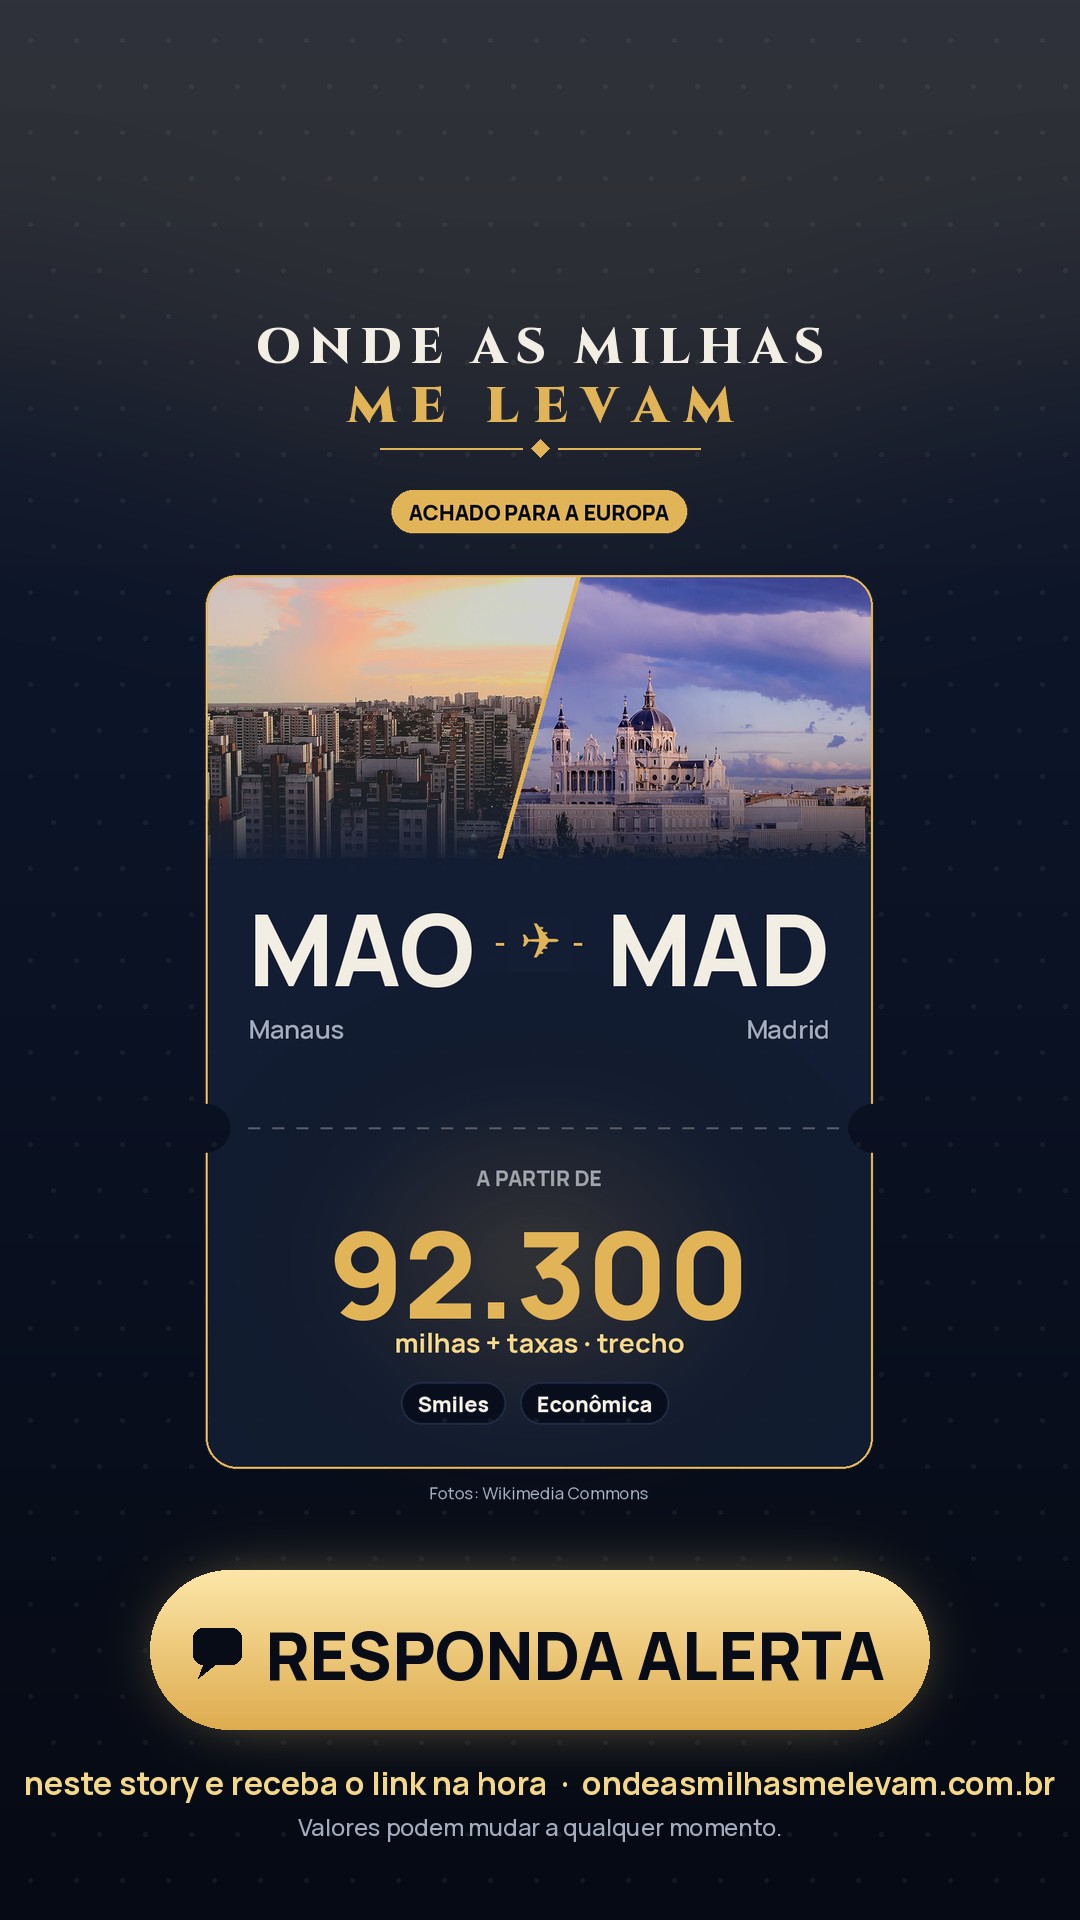 ONDE AS MILHAS
ME LEVAM
ACHADO PARA A EUROPA
MAO - ✈ - MAD
Manaus Madrid
A PARTIR DE
92.300
milhas + taxas · trecho
Smiles Econômica
Fotos: Wikimedia Commons
RESPONDA ALERTA
neste story e receba o link na hora · ondeasmilhasmelevam.com.br
Valores podem mudar a qualquer momento.